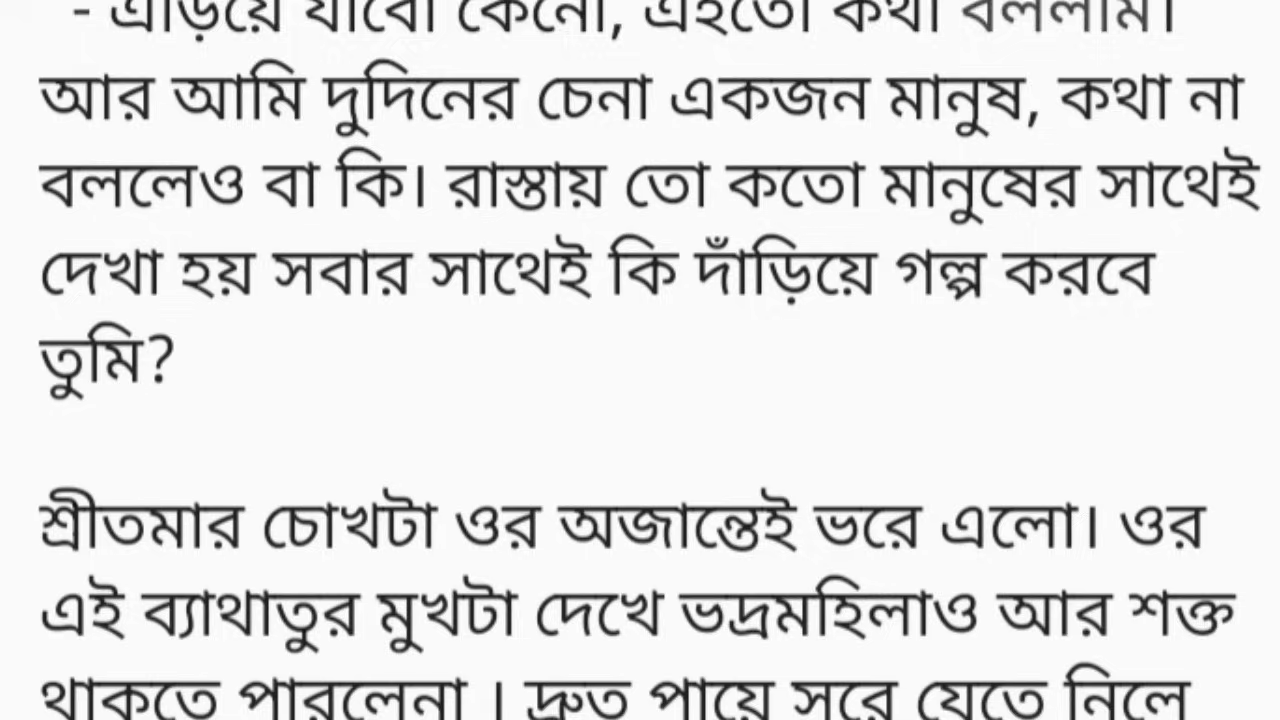 - এড়িয়ে যাবো কেনো, এইতো কথা বললাম।
আর আমি দুদিনের চেনা একজন মানুষ, কথা না
বললেও বা কি। রাস্তায় তো কতো মানুষের সাথেই
দেখা হয় সবার সাথেই কি দাঁড়িয়ে গল্প করবে
তুমি?
শ্রীতমার চোখটা ওর অজান্তেই ভরে এলো। ওর
এই ব্যাথাতুর মুখটা দেখে ভদ্রমহিলাও আর শক্ত
থাকতে পারলেনা । দ্রুত পায়ে সরে যেতে নিলে